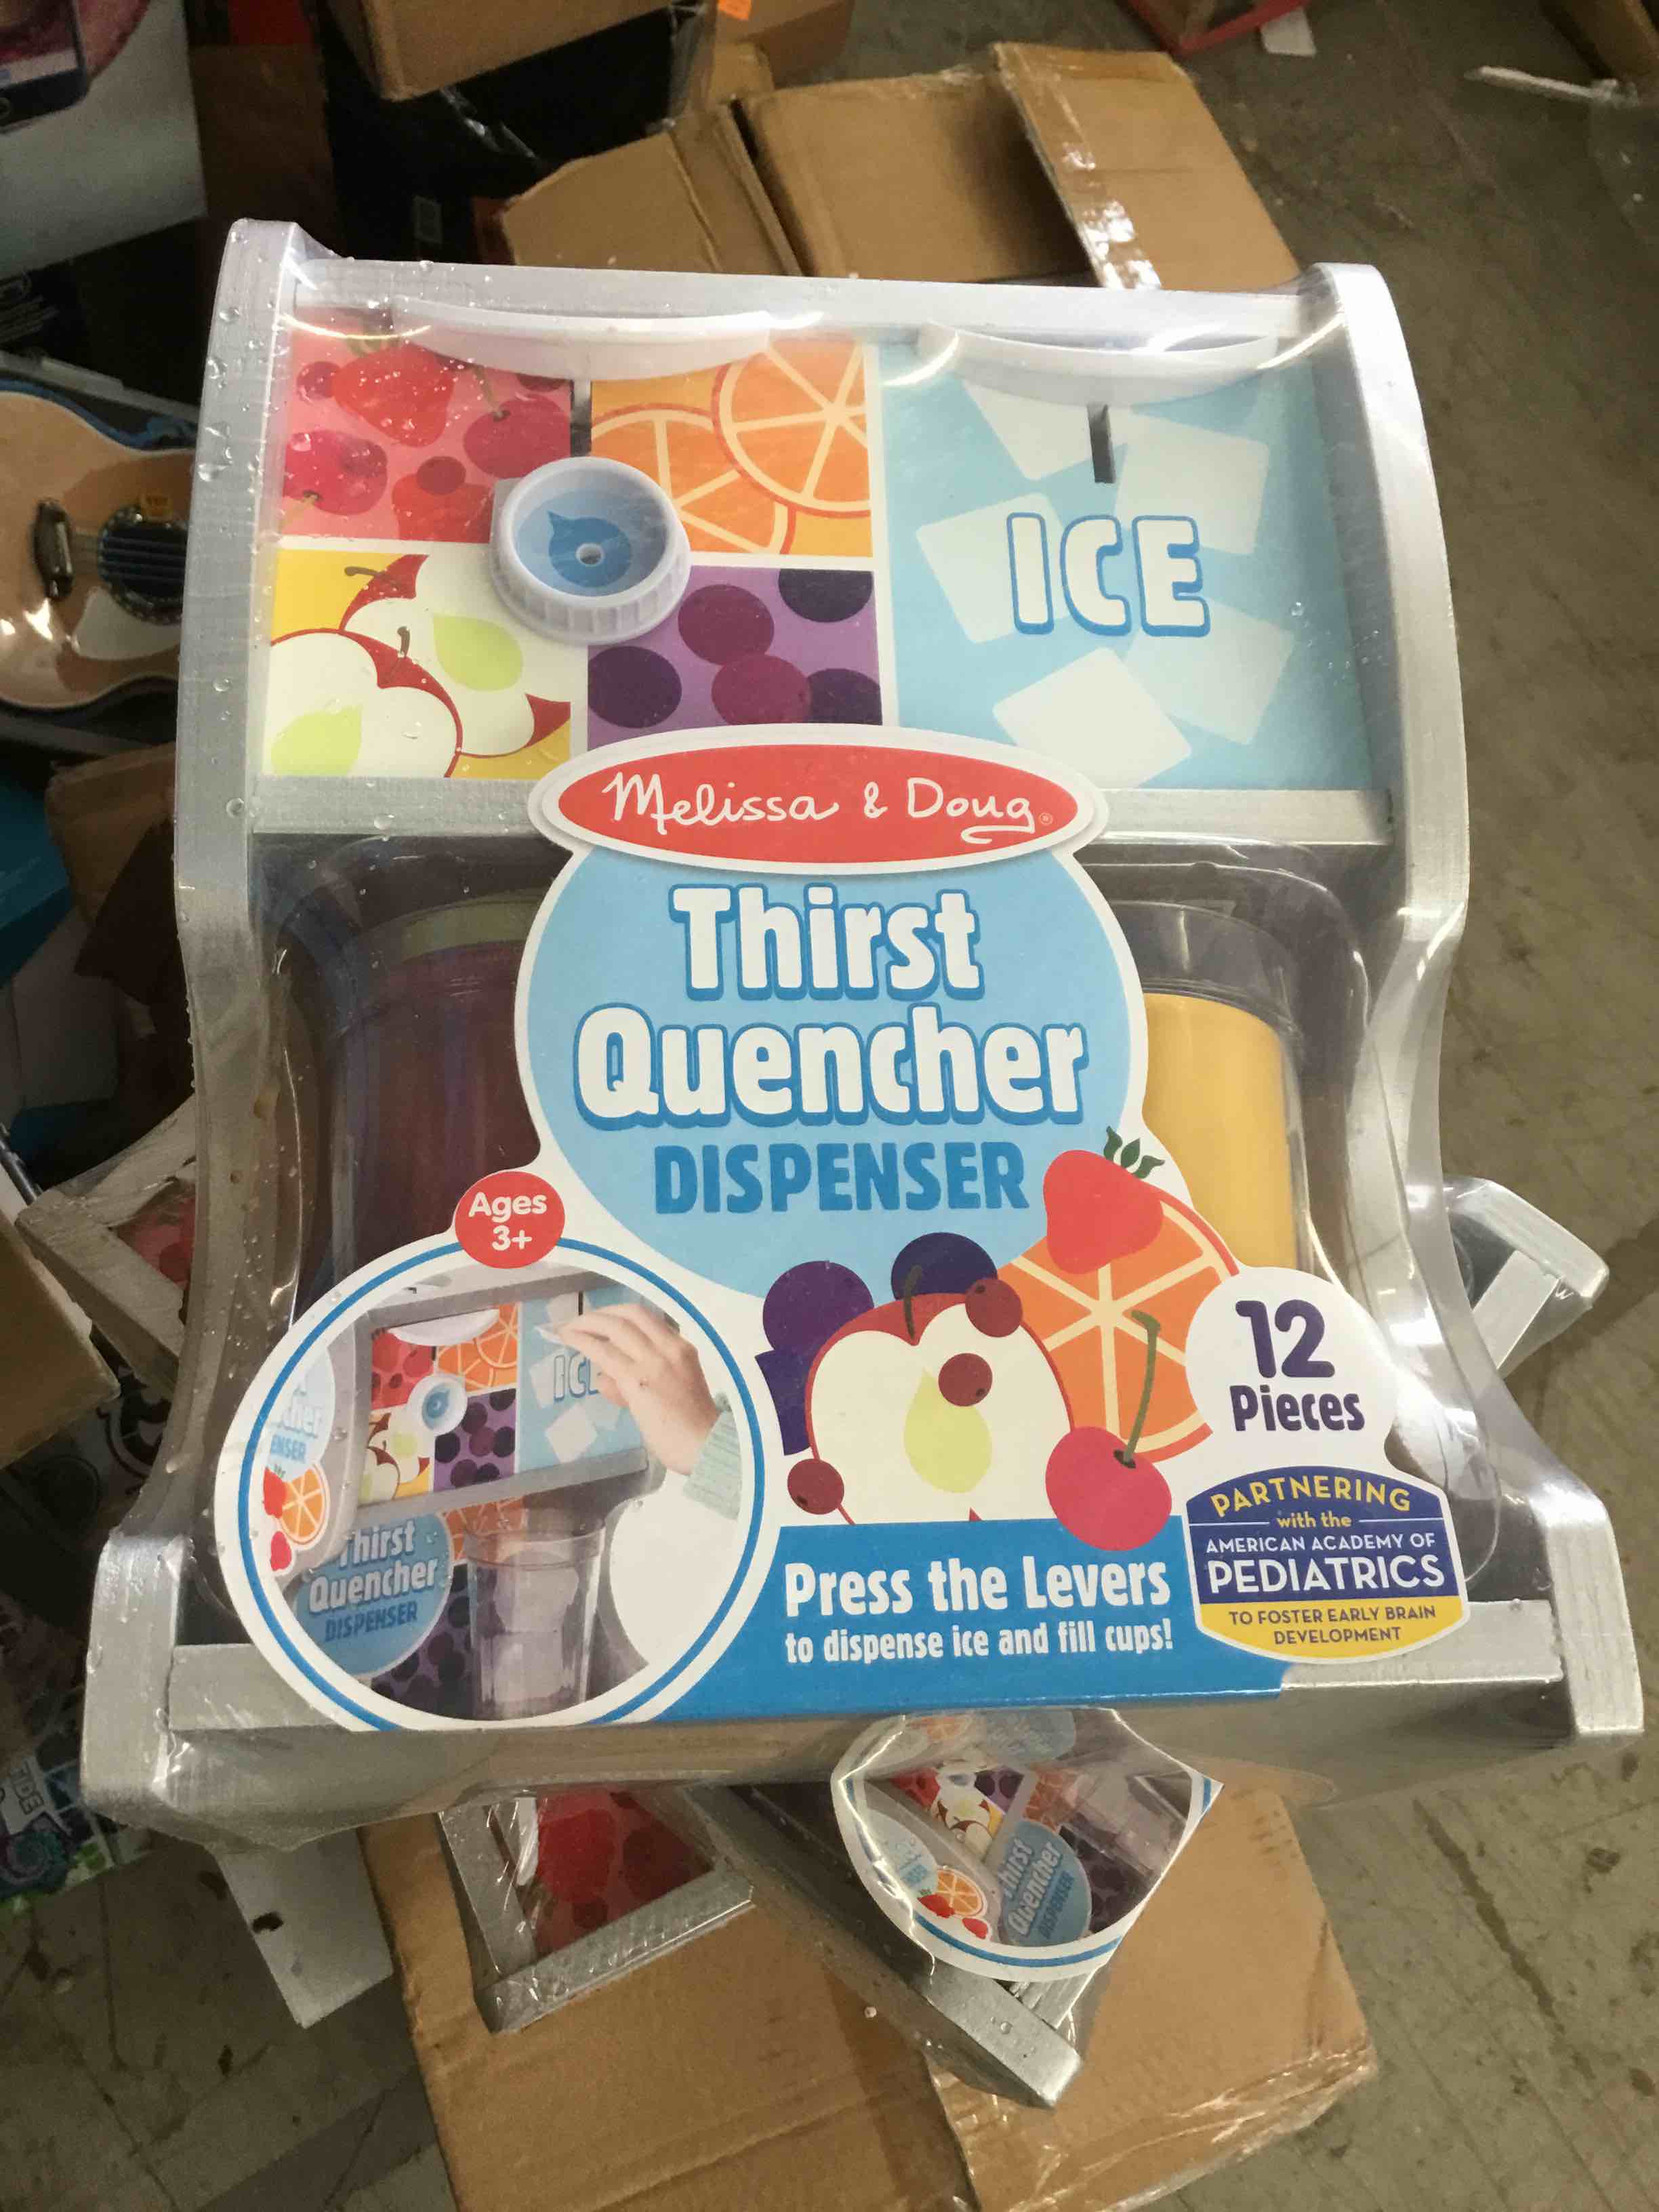 ICE
Melissa & Doug®
Thirst
Quencher
DISPENSER
Ages
3+
12
Pieces
ICE
Thirst
Quencher
DISPENSER
Press the Levers
to dispense ice and fill cups!
PARTNERING
with the
AMERICAN ACADEMY OF
PEDIATRICS
TO FOSTER EARLY BRAIN
DEVELOPMENT
Thirst
Quencher
DISPENSER